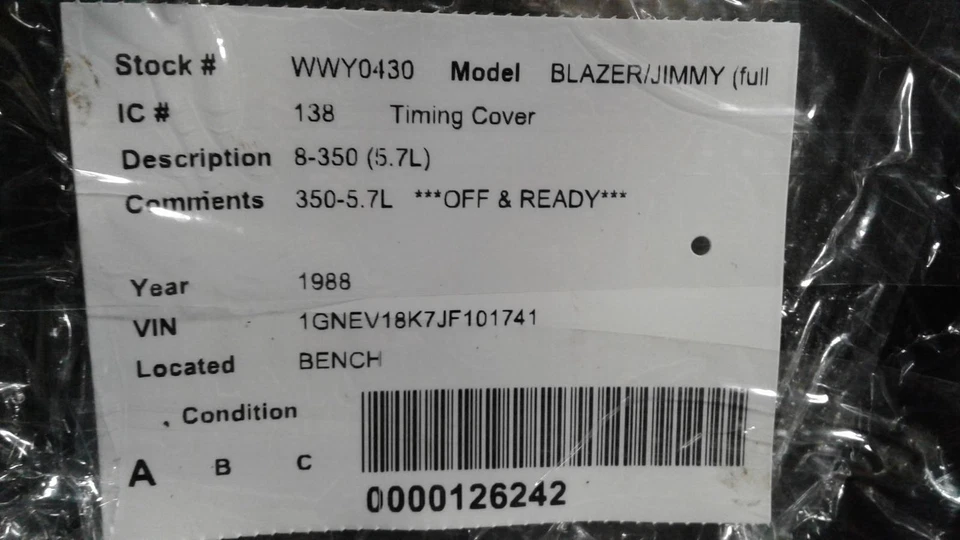 Stock # WWY0430 Model BLAZER/JIMMY (full
IC # 138 Timing Cover
Description 8-350 (5.7L)
Comments 350-5.7L ***OFF & READY***
Year 1988
VIN 1GNEV18K7JF101741
Located BENCH
Condition
A B C
0000126242